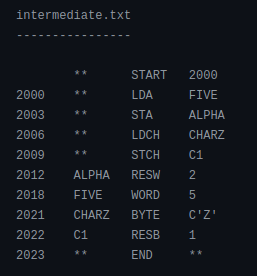 intermediate.txt
----------------
** START 2000
2000 ** LDA FIVE
2003 ** STA ALPHA
2006 ** LDCH CHARZ
2009 ** STCH C1
2012 ALPHA RESW 2
2018 FIVE WORD 5
2021 CHARZ BYTE C'Z'
2022 C1 RESB 1
2023 ** END **